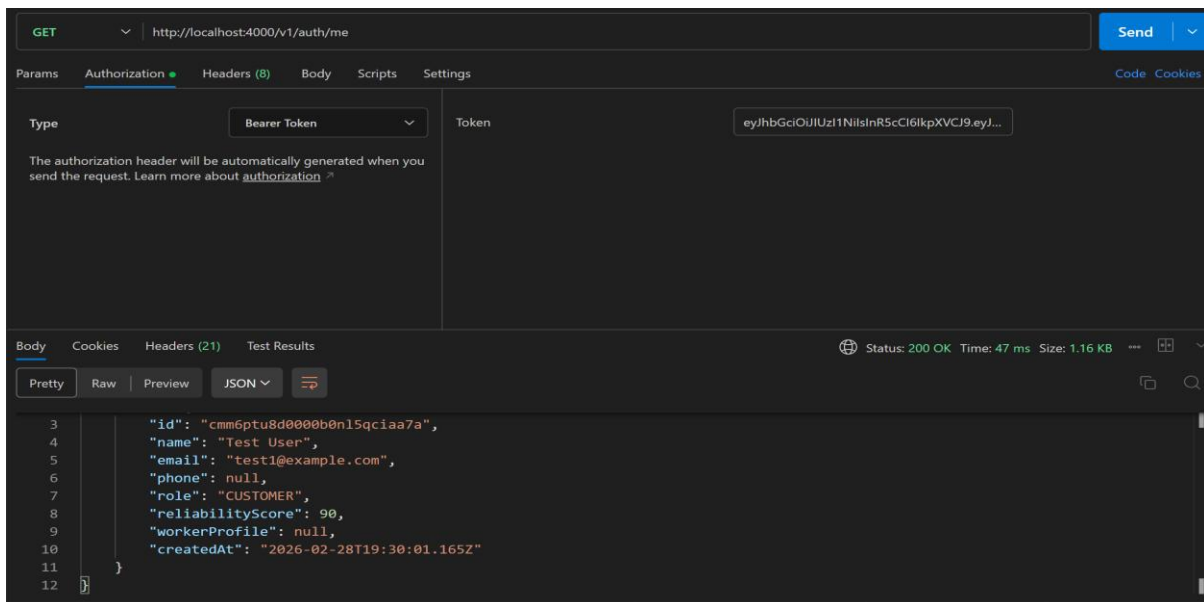 GET http://localhost:4000/v1/auth/me Send
Params Authorization Headers (8) Body Scripts Settings Code Cookies
Type Bearer Token Token eyJhbGciOiJIUzI1NiIsInR5cCI6IkpXVCJ9.eyJ...
The authorization header will be automatically generated when you
send the request. Learn more about authorization ↗
Body Cookies Headers (21) Test Results Status: 200 OK Time: 47 ms Size: 1.16 KB
Pretty Raw Preview JSON
3 "id": "cmm6ptu8d0000b0nl5qciaa7a",
4 "name": "Test User",
5 "email": "test1@example.com",
6 "phone": null,
7 "role": "CUSTOMER",
8 "reliabilityScore": 90,
9 "workerProfile": null,
10 "createdAt": "2026-02-28T19:30:01.165Z"
11 }
12 }